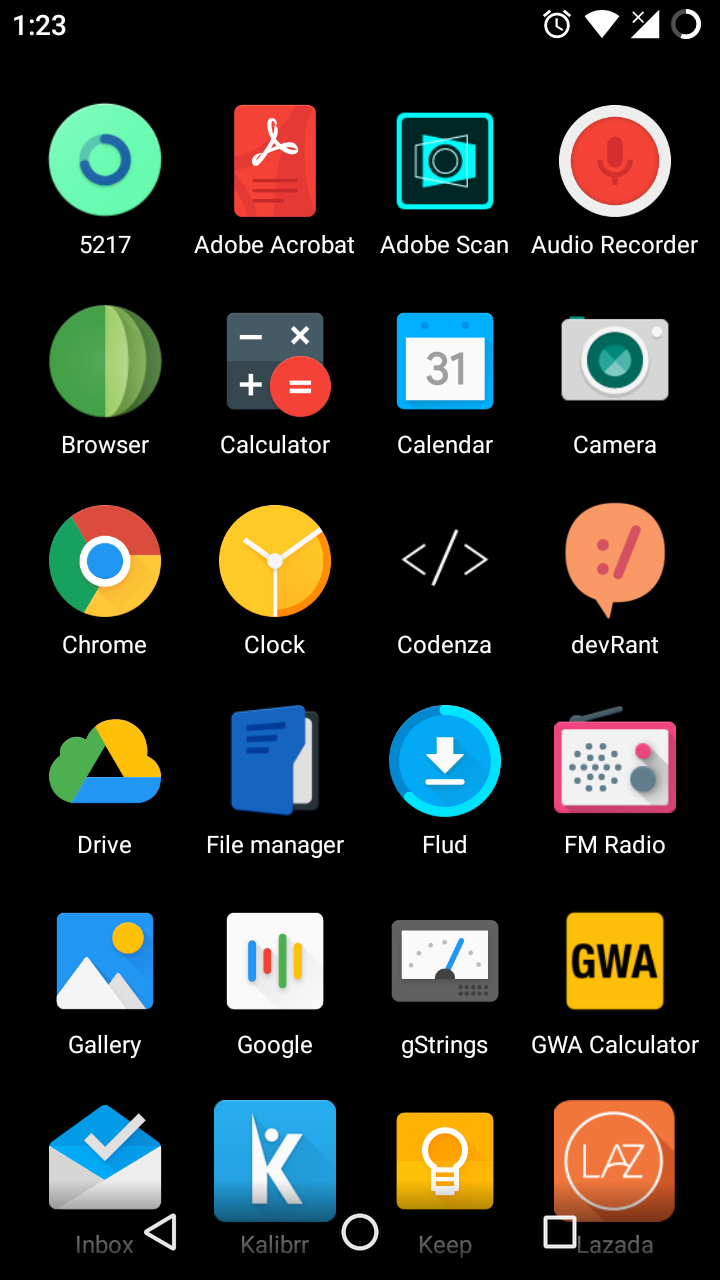 1:23
5217
Adobe Acrobat
Adobe Scan
Audio Recorder
Browser
Calculator
31
Calendar
Camera
Chrome
Clock
</>
Codenza
:/
devRant
Drive
File manager
Flud
FM Radio
GWA
Gallery
Google
gStrings
GWA Calculator
K
LAZ
Inbox
Kalibrr
Keep
Lazada